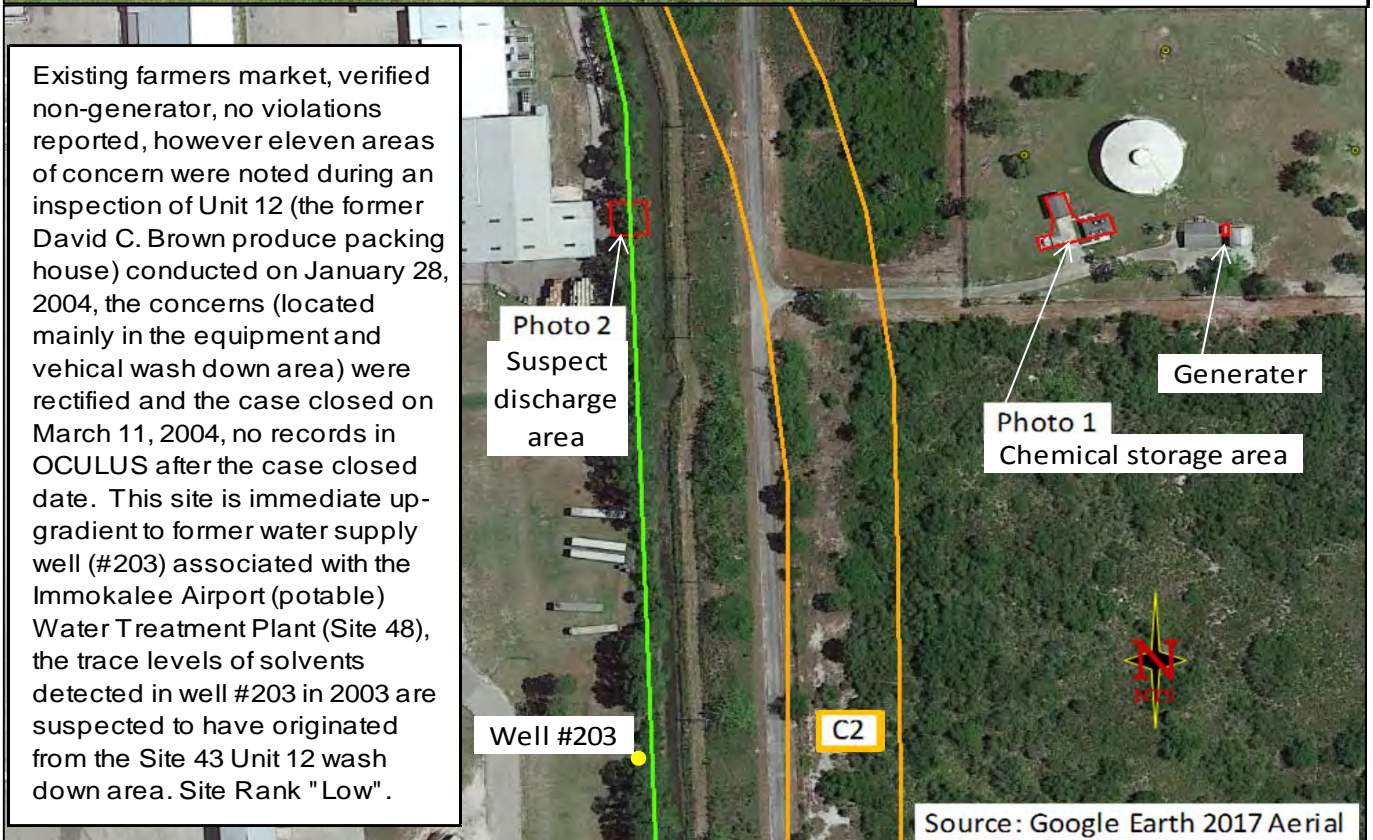 Existing farmers market, verified
non-generator, no violations
reported, however eleven areas
of concern were noted during an
inspection of Unit 12 (the former
David C. Brown produce packing
house) conducted on January 28,
2004, the concerns (located
mainly in the equipment and
vehical wash down area) were
rectified and the case closed on
March 11, 2004, no records in
OCULUS after the case closed
date. This site is immediate up-
gradient to former water supply
well (#203) associated with the
Immokalee Airport (potable)
Water Treatment Plant (Site 48),
the trace levels of solvents
detected in well #203 in 2003 are
suspected to have originated
from the Site 43 Unit 12 wash
down area. Site Rank "Low".
Photo 2
Suspect
discharge
area
Generater
Photo 1
Chemical storage area
Well #203
C2
N
NTS
Source: Google Earth 2017 Aerial